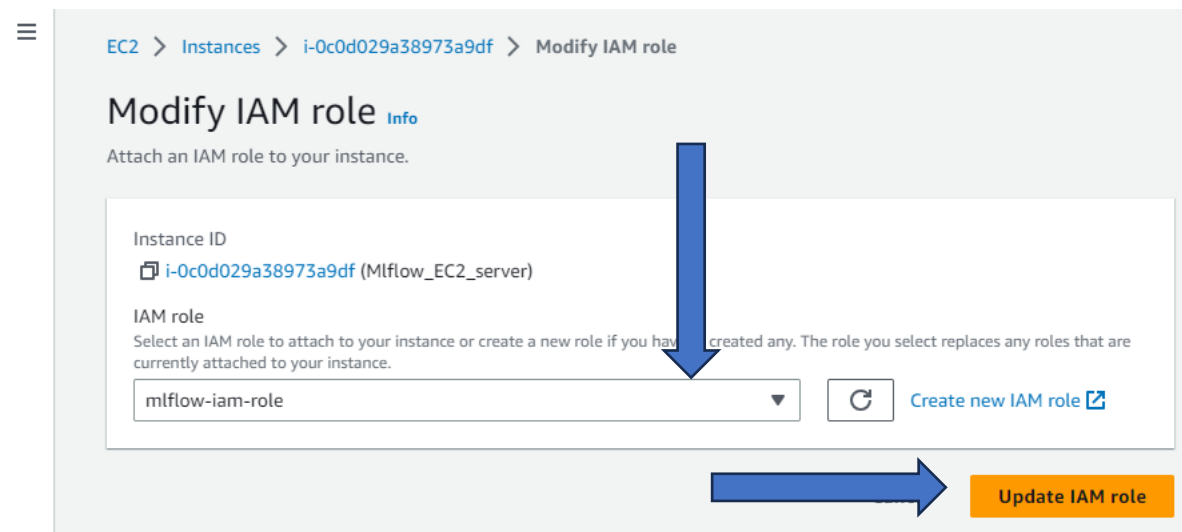 EC2 > Instances > i-0c0d029a38973a9df > Modify IAM role
Modify IAM role Info
Attach an IAM role to your instance.
Instance ID
i-0c0d029a38973a9df (Mlflow_EC2_server)
IAM role
Select an IAM role to attach to your instance or create a new role if you created any. The role you select replaces any roles that are
currently attached to your instance.
mlflow-iam-role
Create new IAM role
Update IAM role